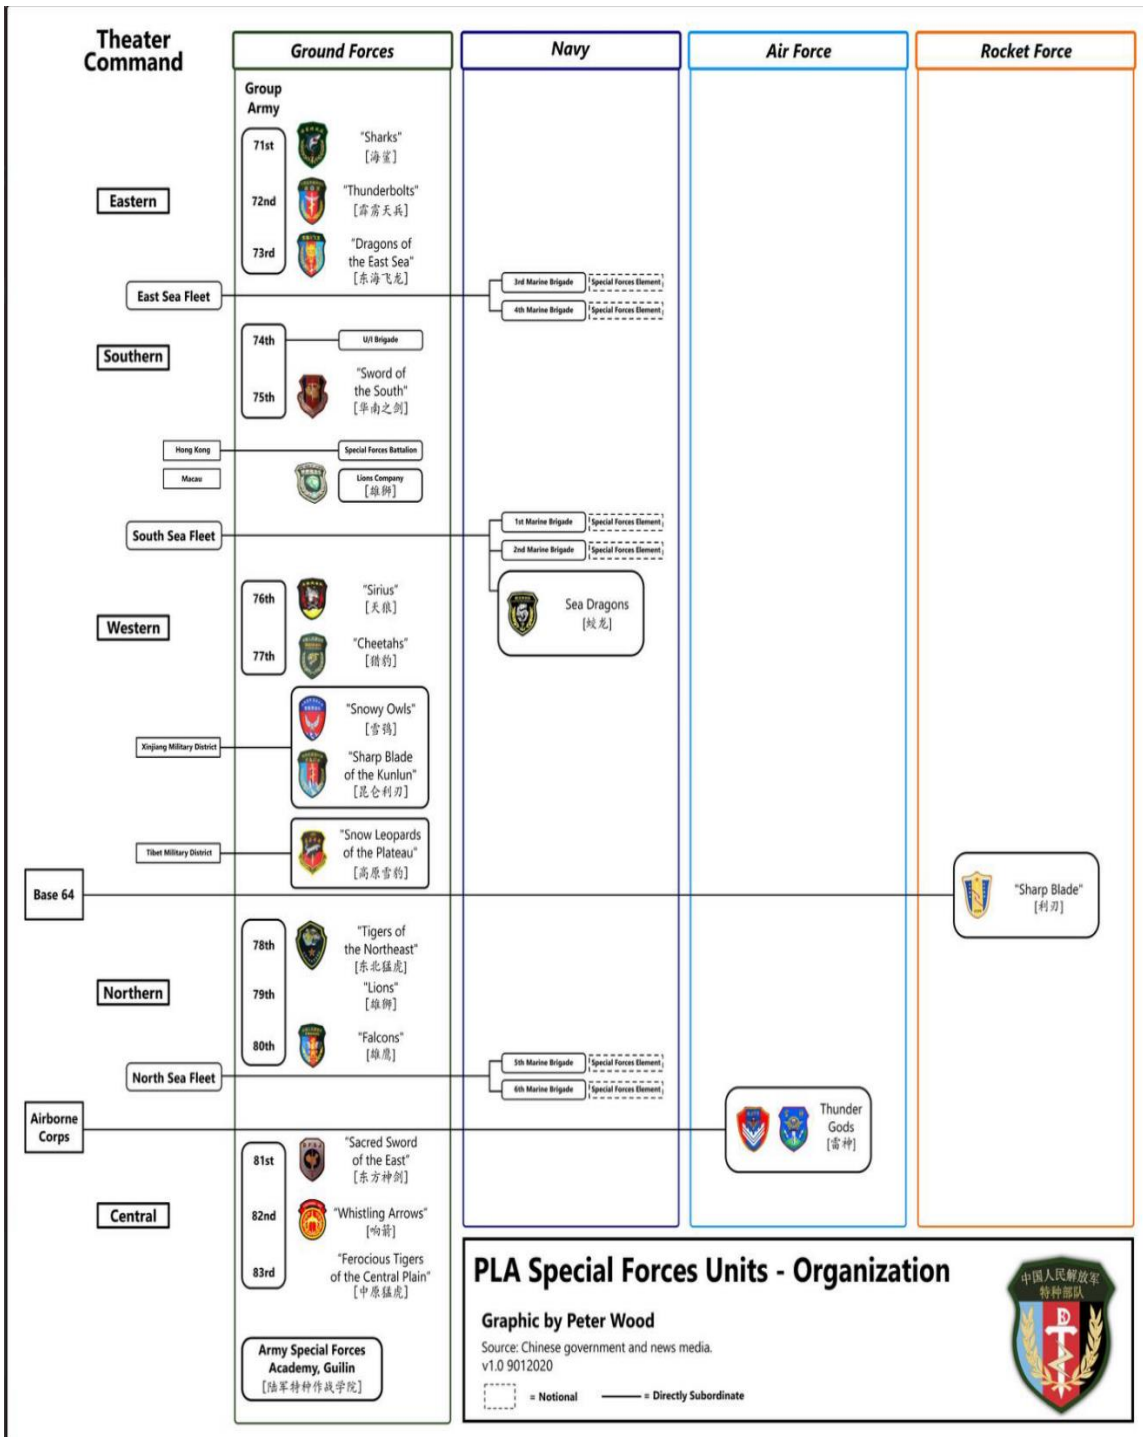 Theater
Command
Ground Forces
Navy
Air Force
Rocket Force
Group
Army
Eastern
71st
"Sharks"
[海鲨]
72nd
"Thunderbolts"
[霹雳天兵]
73rd
"Dragons of
the East Sea"
[东海飞龙]
East Sea Fleet
3rd Marine Brigade
Special Forces Element
4th Marine Brigade
Special Forces Element
Southern
74th
U/I Brigade
75th
"Sword of
the South"
[华南之剑]
Hong Kong
Special Forces Battalion
Macau
Lions Company
[雄狮]
South Sea Fleet
1st Marine Brigade
Special Forces Element
2nd Marine Brigade
Special Forces Element
Sea Dragons
[蛟龙]
Western
76th
"Sirius"
[天狼]
77th
"Cheetahs"
[猎豹]
Xinjiang Military District
"Snowy Owls"
[雪鸮]
"Sharp Blade
of the Kunlun"
[昆仑利刃]
Tibet Military District
"Snow Leopards
of the Plateau"
[高原雪豹]
Base 64
"Sharp Blade"
[利刃]
Northern
78th
"Tigers of
the Northeast"
[东北猛虎]
79th
"Lions"
[雄狮]
80th
"Falcons"
[雄鹰]
North Sea Fleet
5th Marine Brigade
Special Forces Element
6th Marine Brigade
Special Forces Element
Airborne
Corps
Thunder
Gods
[雷神]
Central
81st
"Sacred Sword
of the East"
[东方神剑]
82nd
"Whistling Arrows"
[响箭]
83rd
"Ferocious Tigers
of the Central Plain"
[中原猛虎]
Army Special Forces
Academy, Guilin
[陆军特种作战学院]
PLA Special Forces Units - Organization
Graphic by Peter Wood
Source: Chinese government and news media.
v1.0 9012020
= Notional
= Directly Subordinate
中国人民解放军
特种部队